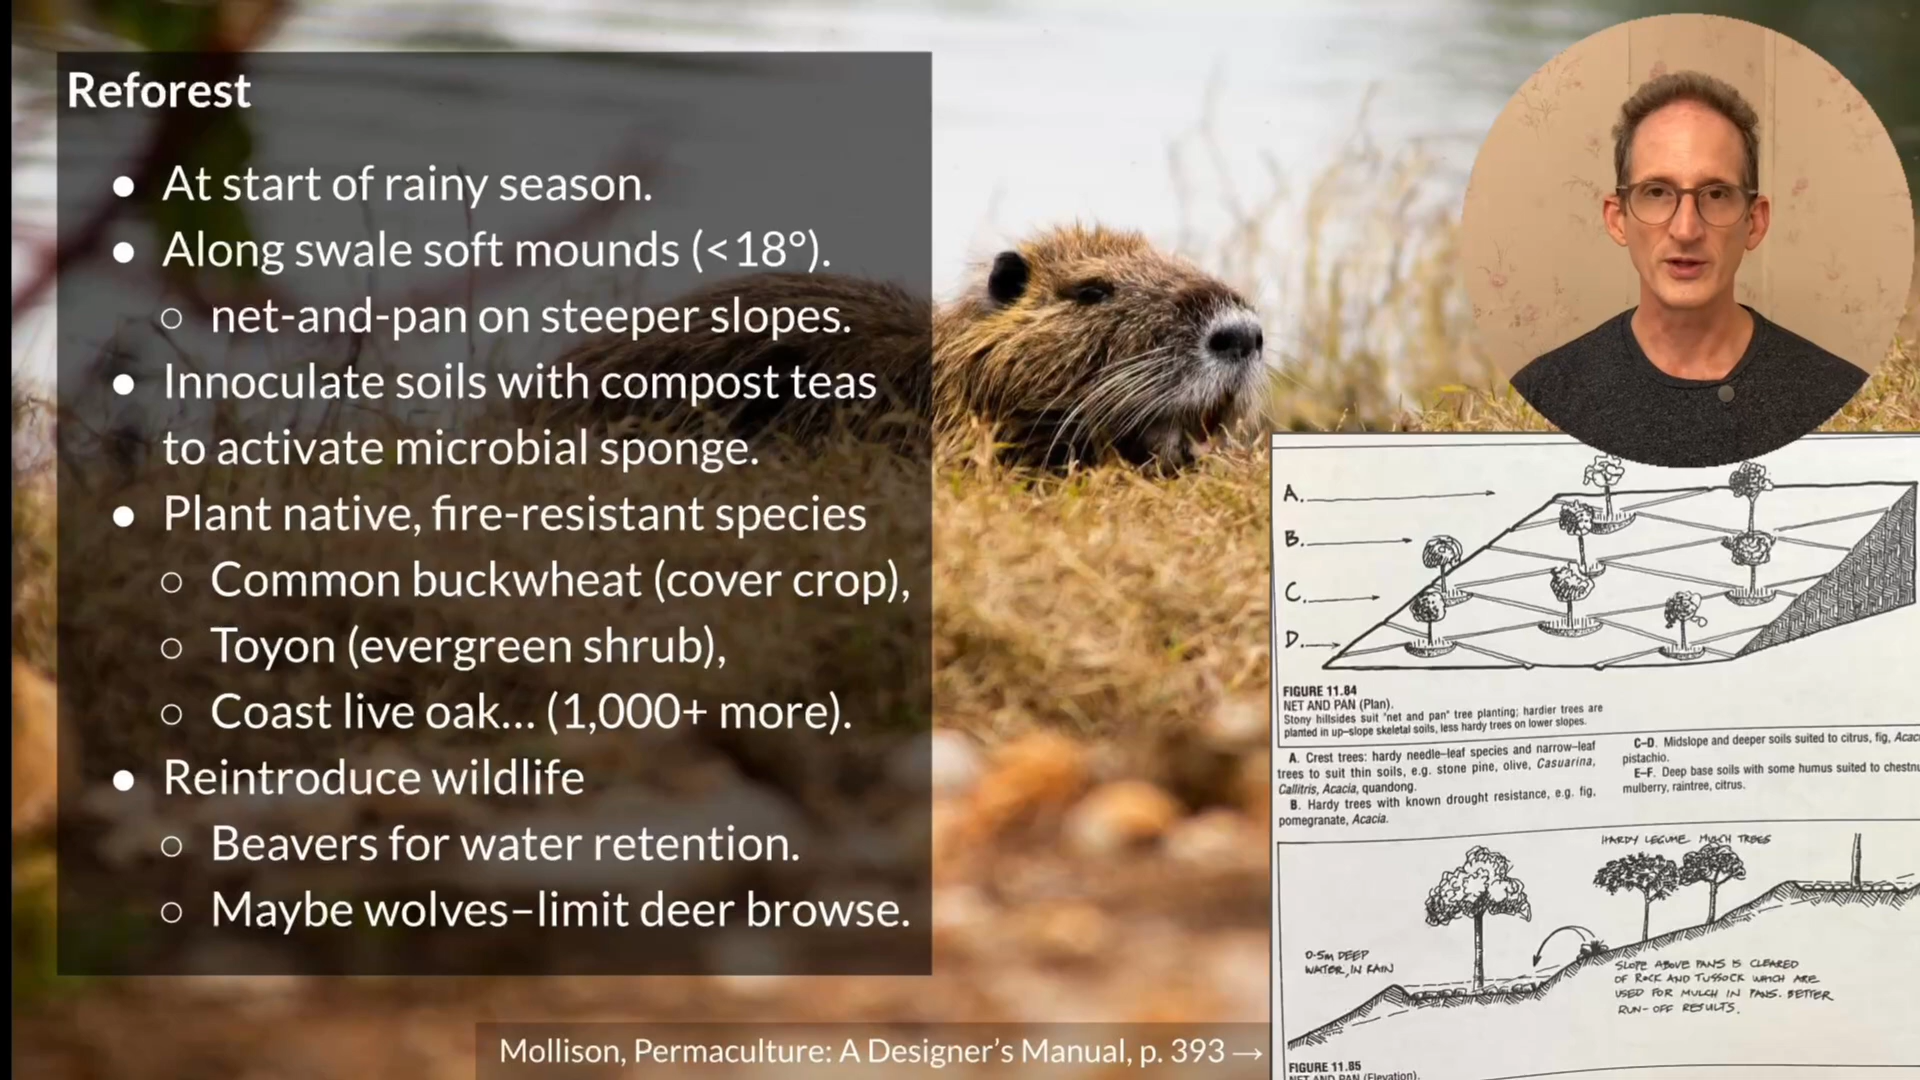 Reforest
● At start of rainy season.
● Along swale soft mounds (<18°).
○ net-and-pan on steeper slopes.
● Innoculate soils with compost teas
to activate microbial sponge.
● Plant native, fire-resistant species
○ Common buckwheat (cover crop),
○ Toyon (evergreen shrub),
○ Coast live oak... (1,000+ more).
● Reintroduce wildlife
○ Beavers for water retention.
○ Maybe wolves–limit deer browse.
Mollison, Permaculture: A Designer's Manual, p. 393 →
A.
B.
C.
D.
FIGURE 11.84
NET AND PAN (Plan).
Stony hillsides suit "net and pan" tree planting; hardier trees are
planted in up-slope skeletal soils, less hardy trees on lower slopes.
A. Crest trees: hardy needle-leaf species and narrow-leaf
trees to suit thin soils, e.g. stone pine, olive, Casuarina,
Callitris, Acacia, quandong.
B. Hardy trees with known drought resistance, e.g. fig,
pomegranate, Acacia.
C-D. Midslope and deeper soils suited to citrus, fig,
pistachio.
E-F. Deep base soils with some humus suited to
mulberry, raintree, citrus.
HARDY LEGUME MULCH TREES
0.5m DEEP
WATER, IN RAIN
SLOPE ABOVE PANS IS CLEARED
OF ROCK AND TUSSOCK WHICH ARE
USED FOR MULCH IN PANS. BETTER
RUN-OFF RESULTS.
FIGURE 11.85
NET AND PAN (Elevation).